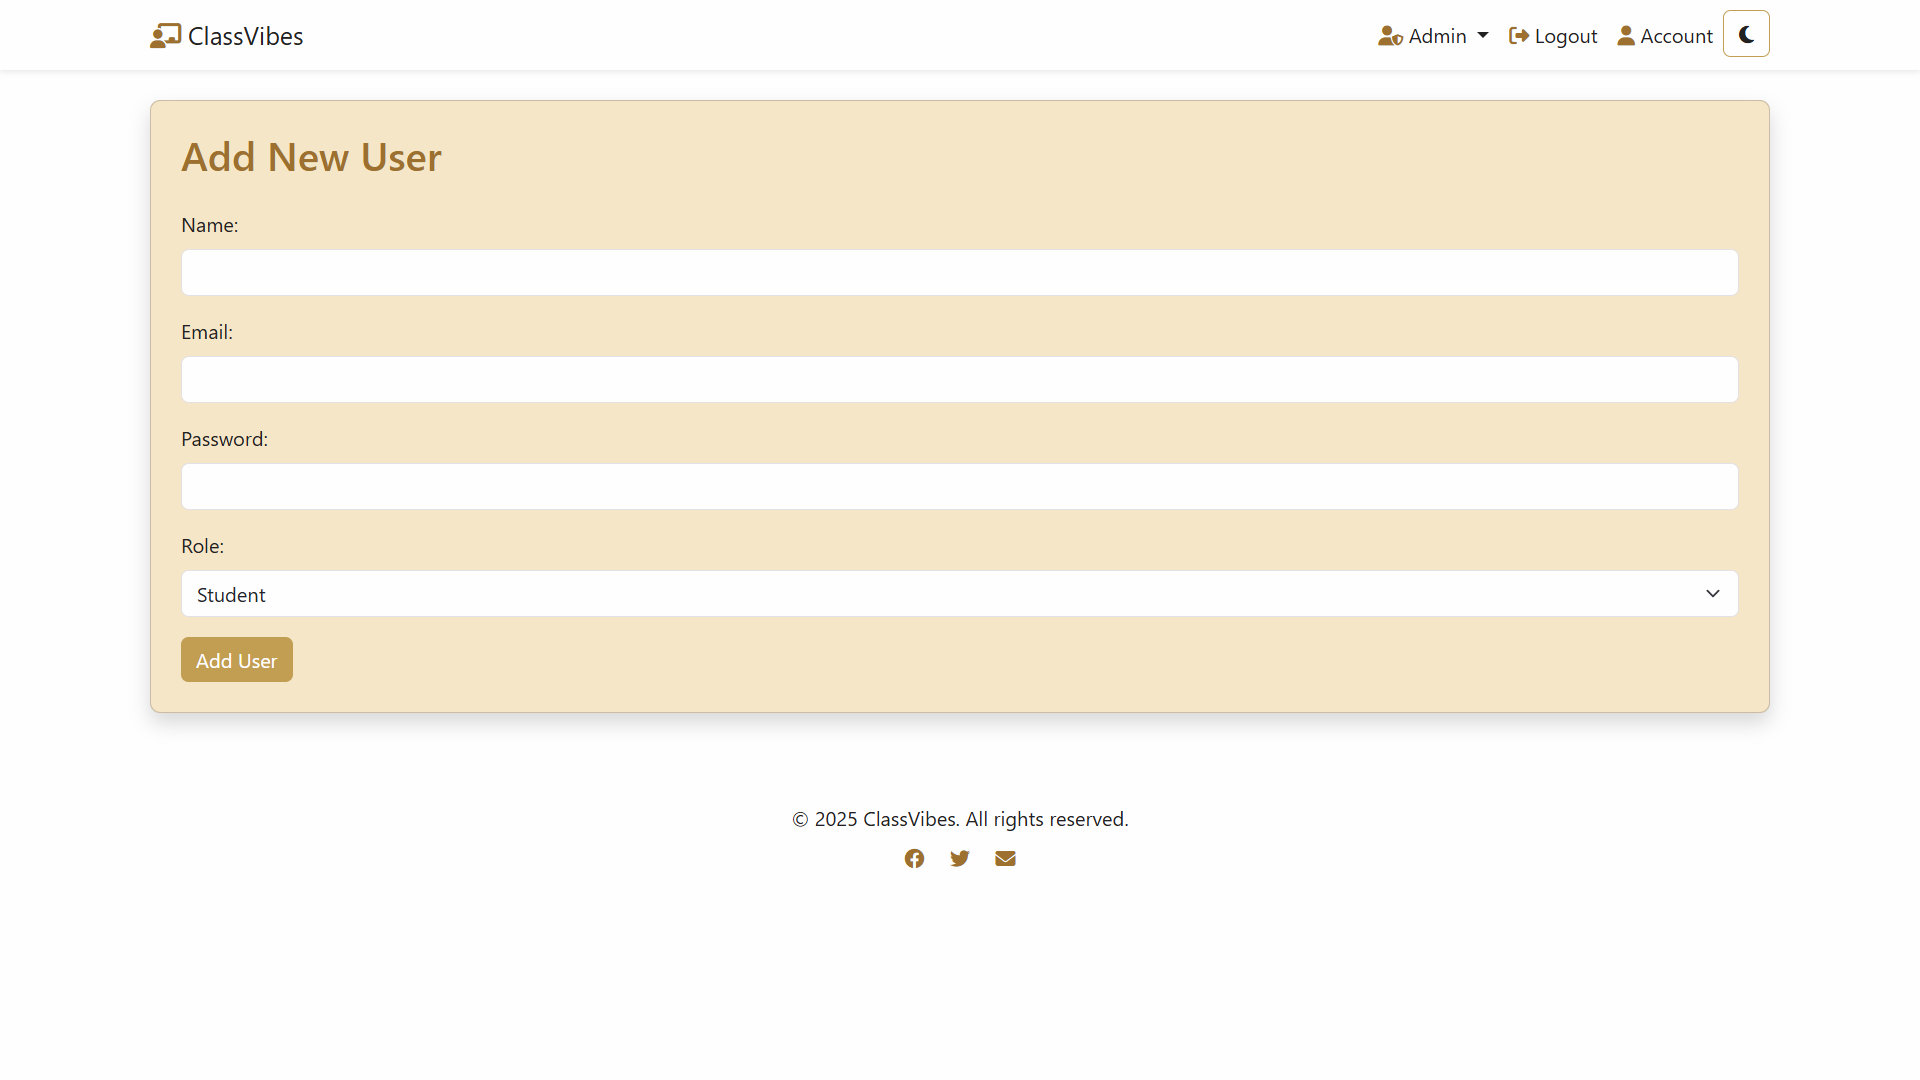 ClassVibes
Admin
Logout
Account
Add New User
Name:
Email:
Password:
Role:
Student
Add User
© 2025 ClassVibes. All rights reserved.